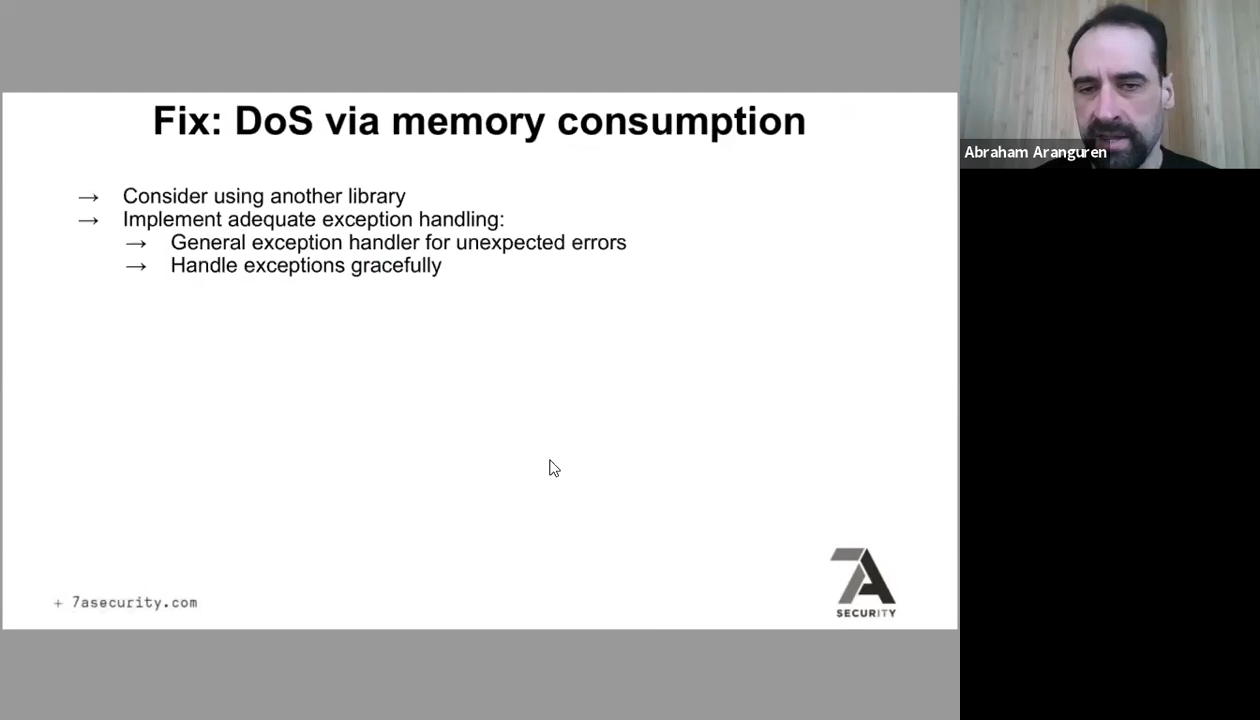 Fix: DoS via memory consumption
→ Consider using another library
→ Implement adequate exception handling:
→ General exception handler for unexpected errors
→ Handle exceptions gracefully
+ 7asecurity.com
7A
SECURITY
Abraham Aranguren